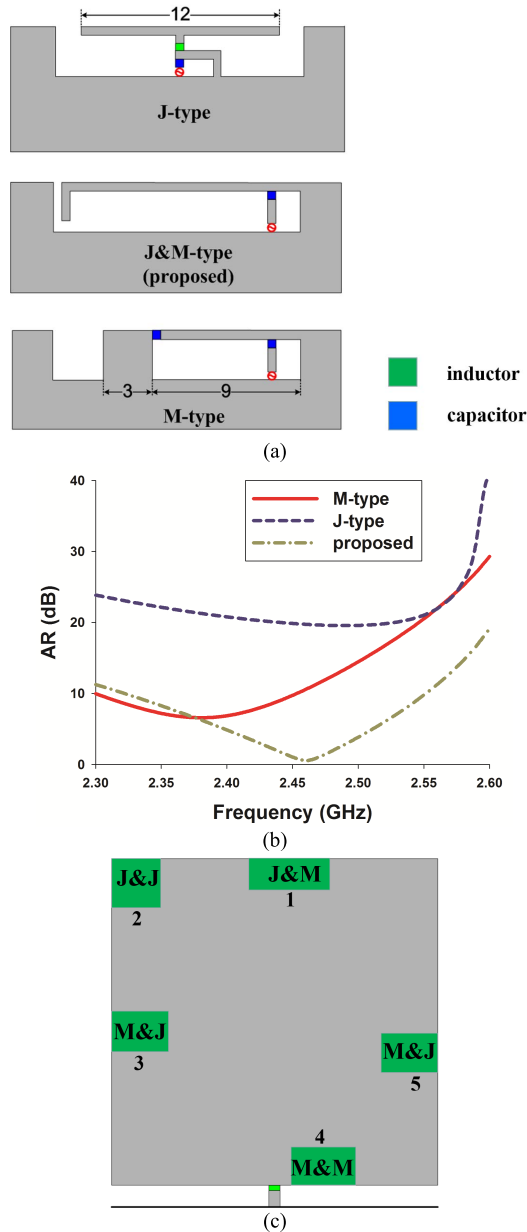 12
J-type
J&M-type
(proposed)
3
9
M-type
inductor
capacitor
(a)
40
30
20
10
0
AR (dB)
M-type
J-type
proposed
2.30
2.35
2.40
2.45
2.50
2.55
2.60
Frequency (GHz)
(b)
J&J
2
J&M
1
M&J
3
M&J
5
4
M&M
(c)